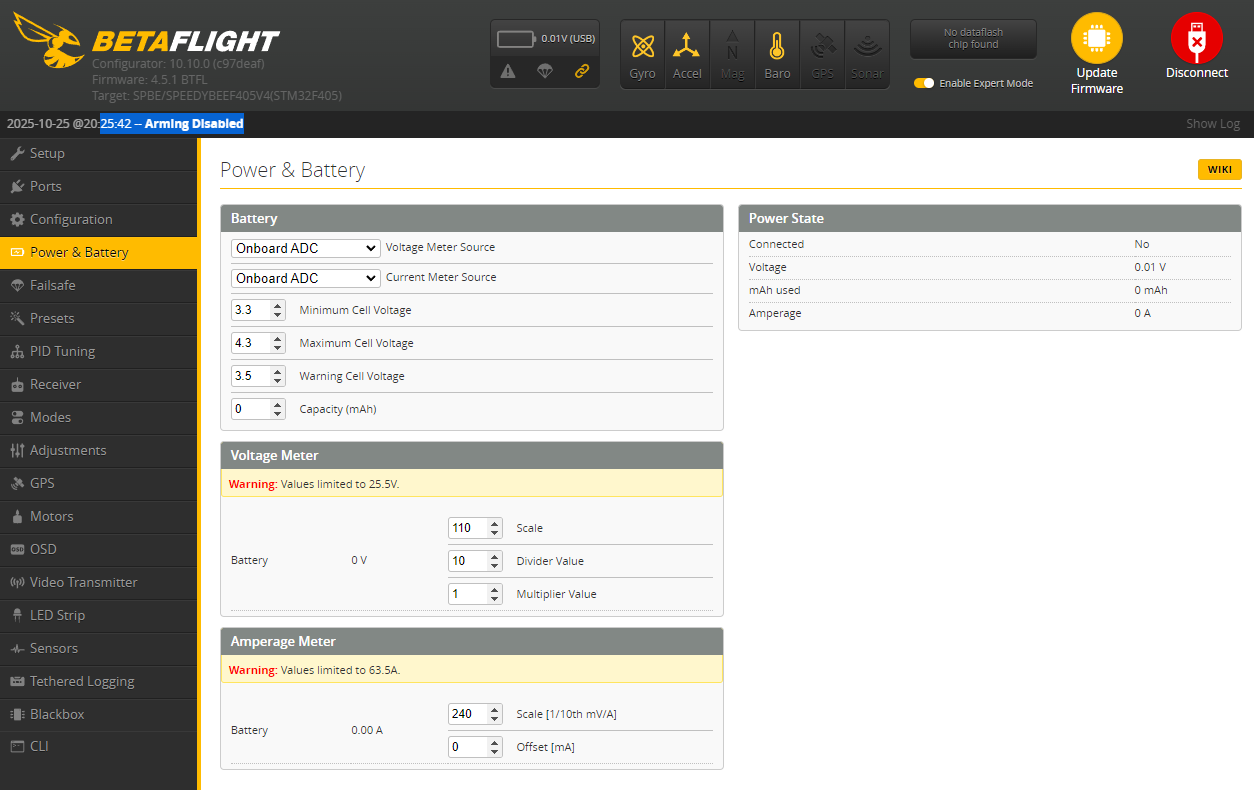 BETAFLIGHT
Configurator: 10.10.0 (c97deaf)
Firmware: 4.5.1 BTFL
Target: SPBE/SPEEDYBEEF405V4(STM32F405)
0.01V (USB)
Gyro
Accel
N
Mag
Baro
GPS
Sonar
No dataflash
chip found
Enable Expert Mode
Update
Firmware
Disconnect
2025-10-25 @20:25:42 -- Arming Disabled
Show Log
Setup
Ports
Configuration
Power & Battery
Failsafe
Presets
PID Tuning
Receiver
Modes
Adjustments
GPS
Motors
OSD
Video Transmitter
LED Strip
Sensors
Tethered Logging
Blackbox
CLI
Power & Battery
WIKI
Battery
Onboard ADC Voltage Meter Source
Onboard ADC Current Meter Source
3.3 Minimum Cell Voltage
4.3 Maximum Cell Voltage
3.5 Warning Cell Voltage
0 Capacity (mAh)
Power State
Connected No
Voltage 0.01 V
mAh used 0 mAh
Amperage 0 A
Voltage Meter
Warning: Values limited to 25.5V.
110 Scale
Battery 0 V 10 Divider Value
1 Multiplier Value
Amperage Meter
Warning: Values limited to 63.5A.
240 Scale [1/10th mV/A]
Battery 0.00 A
0 Offset [mA]